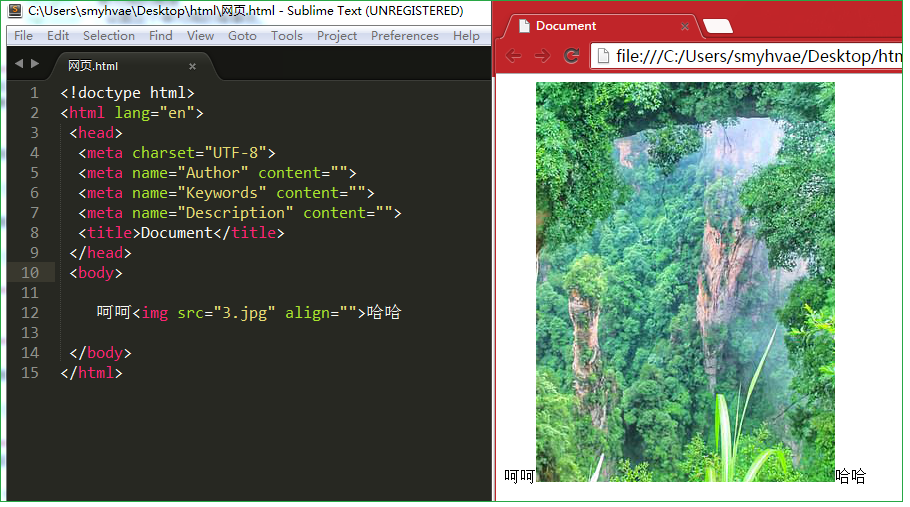 C:\Users\smyhvae\Desktop\html\网页.html - Sublime Text (UNREGISTERED)
File Edit Selection Find View Goto Tools Project Preferences Help
网页.html ×
1 <!doctype html>
2 <html lang="en">
3 <head>
4 <meta charset="UTF-8">
5 <meta name="Author" content="">
6 <meta name="Keywords" content="">
7 <meta name="Description" content="">
8 <title>Document</title>
9 </head>
10 <body>
11
12 呵呵<img src="3.jpg" align="">哈哈
13
14 </body>
15 </html>
Document ×
file:///C:/Users/smyhvae/Desktop/htm
呵呵 哈哈